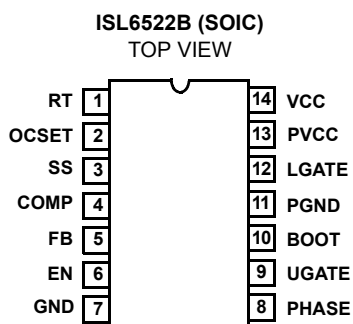 ISL6522B (SOIC)
TOP VIEW
RT 1 14 VCC
OCSET 2 13 PVCC
SS 3 12 LGATE
COMP 4 11 PGND
FB 5 10 BOOT
EN 6 9 UGATE
GND 7 8 PHASE